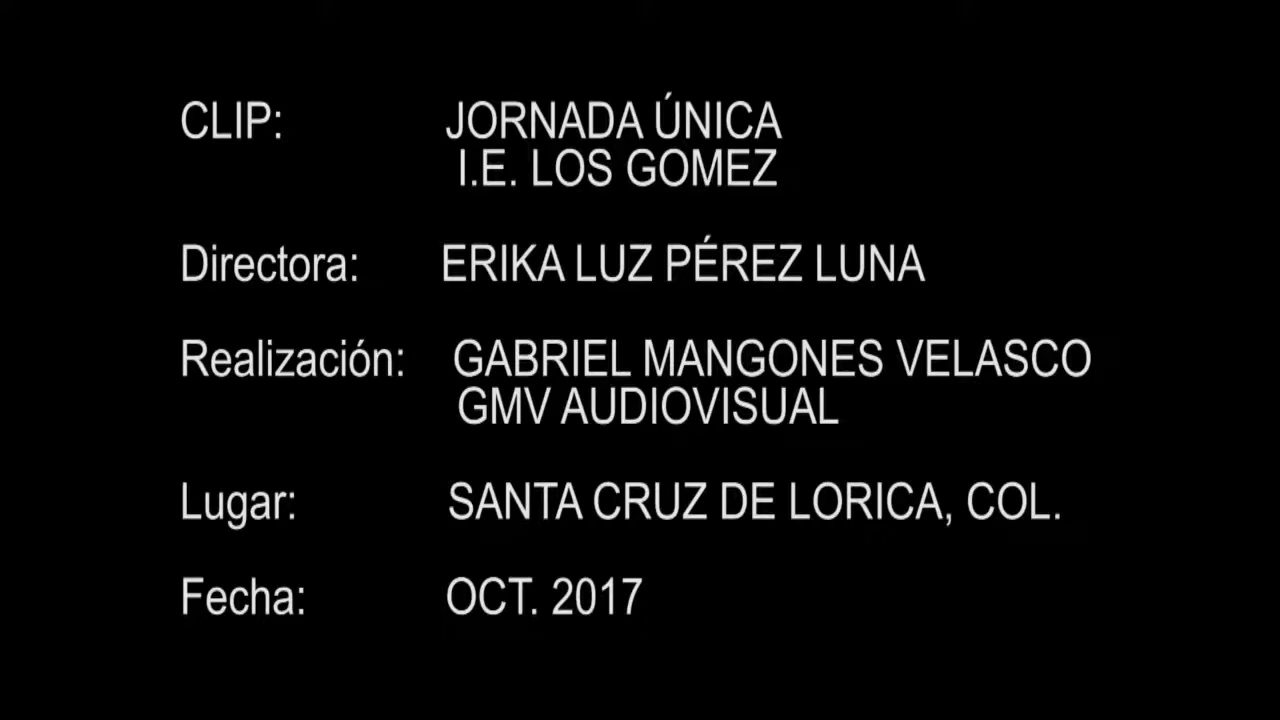 CLIP: JORNADA ÚNICA
I.E. LOS GOMEZ
Directora: ERIKA LUZ PÉREZ LUNA
Realización: GABRIEL MANGONES VELASCO
GMV AUDIOVISUAL
Lugar: SANTA CRUZ DE LORICA, COL.
Fecha: OCT. 2017